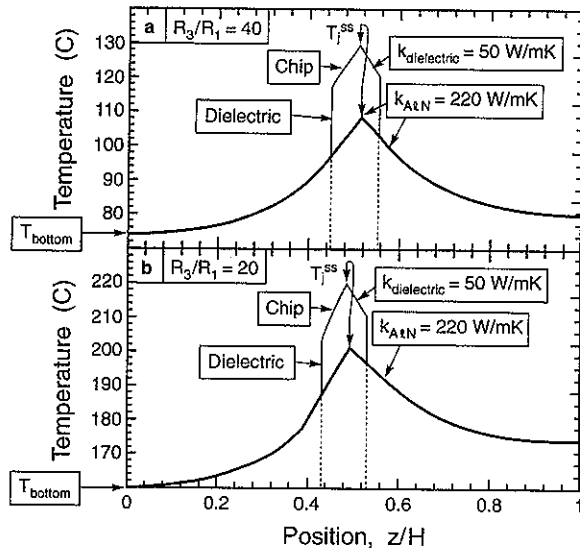 a
R3/R1 = 40
Tjss
kdielectric = 50 W/mK
Chip
kAℓN = 220 W/mK
Dielectric
Temperature (C)
130
120
110
100
90
80
Tbottom
b
R3/R1 = 20
Tjss
kdielectric = 50 W/mK
Chip
kAℓN = 220 W/mK
Dielectric
Temperature (C)
220
210
200
190
180
170
Tbottom
0 0.2 0.4 0.6 0.8 1
Position, z/H